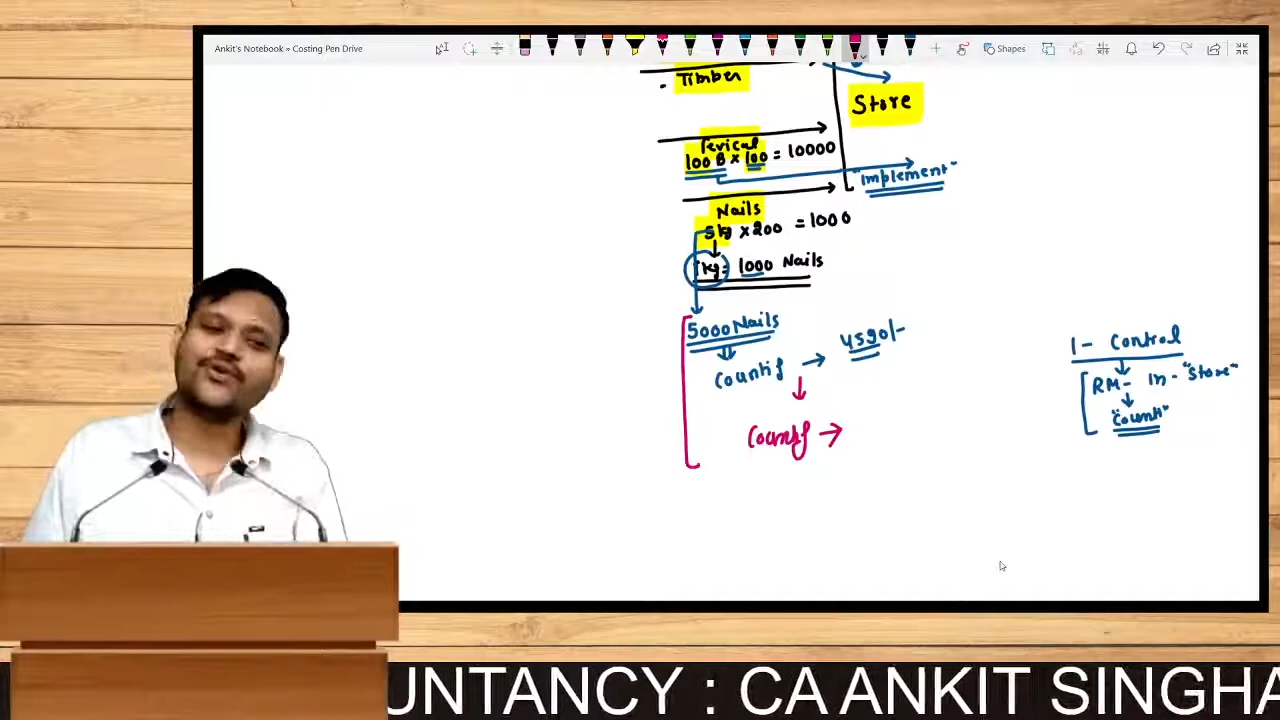 Ankit's Notebook » Costing Pen Drive
Shapes
. Timber
Store
Fevical
100 B × 100 = 10000
"Implement"
Nails
5kg × 200 = 1000
1kg = 1000 Nails
5000 Nails
Counting → 4590/-
Counting →
1 - Control
RM - In - "Store"
"Count"
UNTANCY : CA ANKIT SINGHA